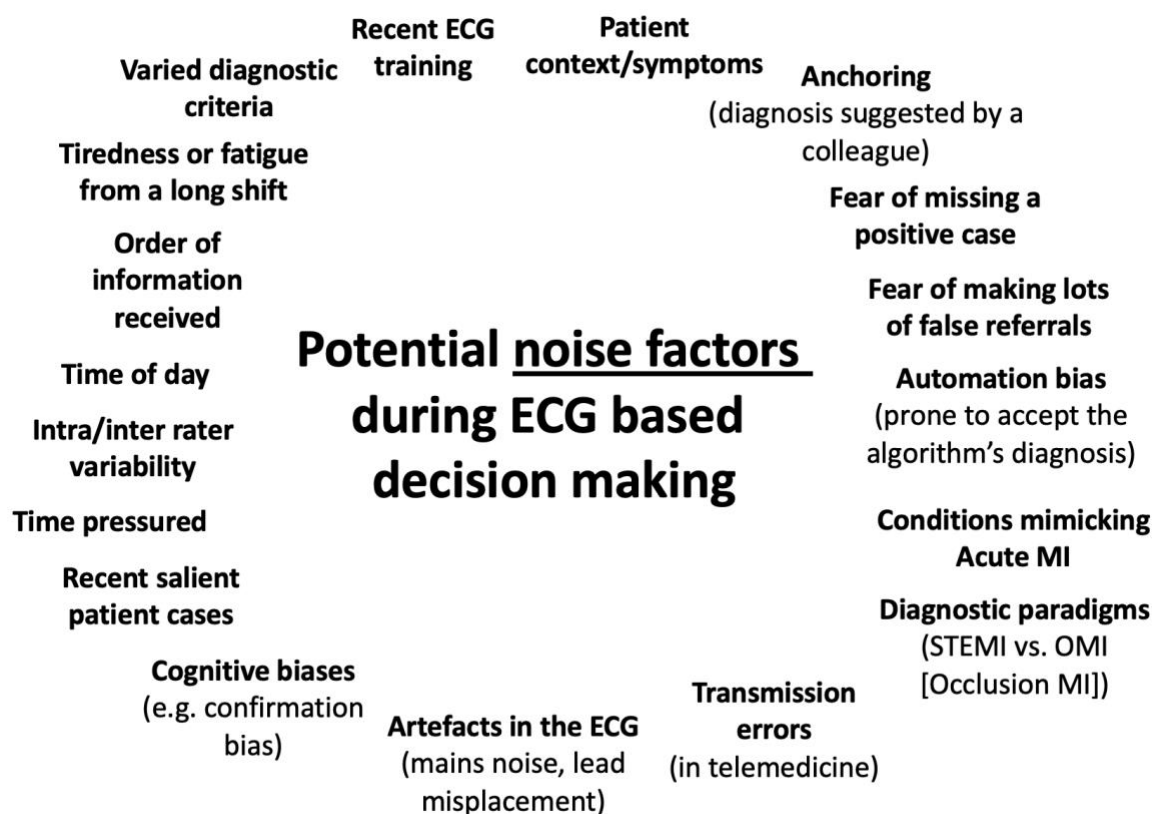 Recent ECG
training
Patient
context/symptoms
Anchoring
(diagnosis suggested by a
colleague)
Fear of missing a
positive case
Fear of making lots
of false referrals
Automation bias
(prone to accept the
algorithm's diagnosis)
Conditions mimicking
Acute MI
Diagnostic paradigms
(STEMI vs. OMI
[Occlusion MI])
Transmission
errors
(in telemedicine)
Artefacts in the ECG
(mains noise, lead
misplacement)
Cognitive biases
(e.g. confirmation
bias)
Recent salient
patient cases
Time pressured
Intra/inter rater
variability
Time of day
Order of
information
received
Tiredness or fatigue
from a long shift
Varied diagnostic
criteria
Potential noise factors
during ECG based
decision making